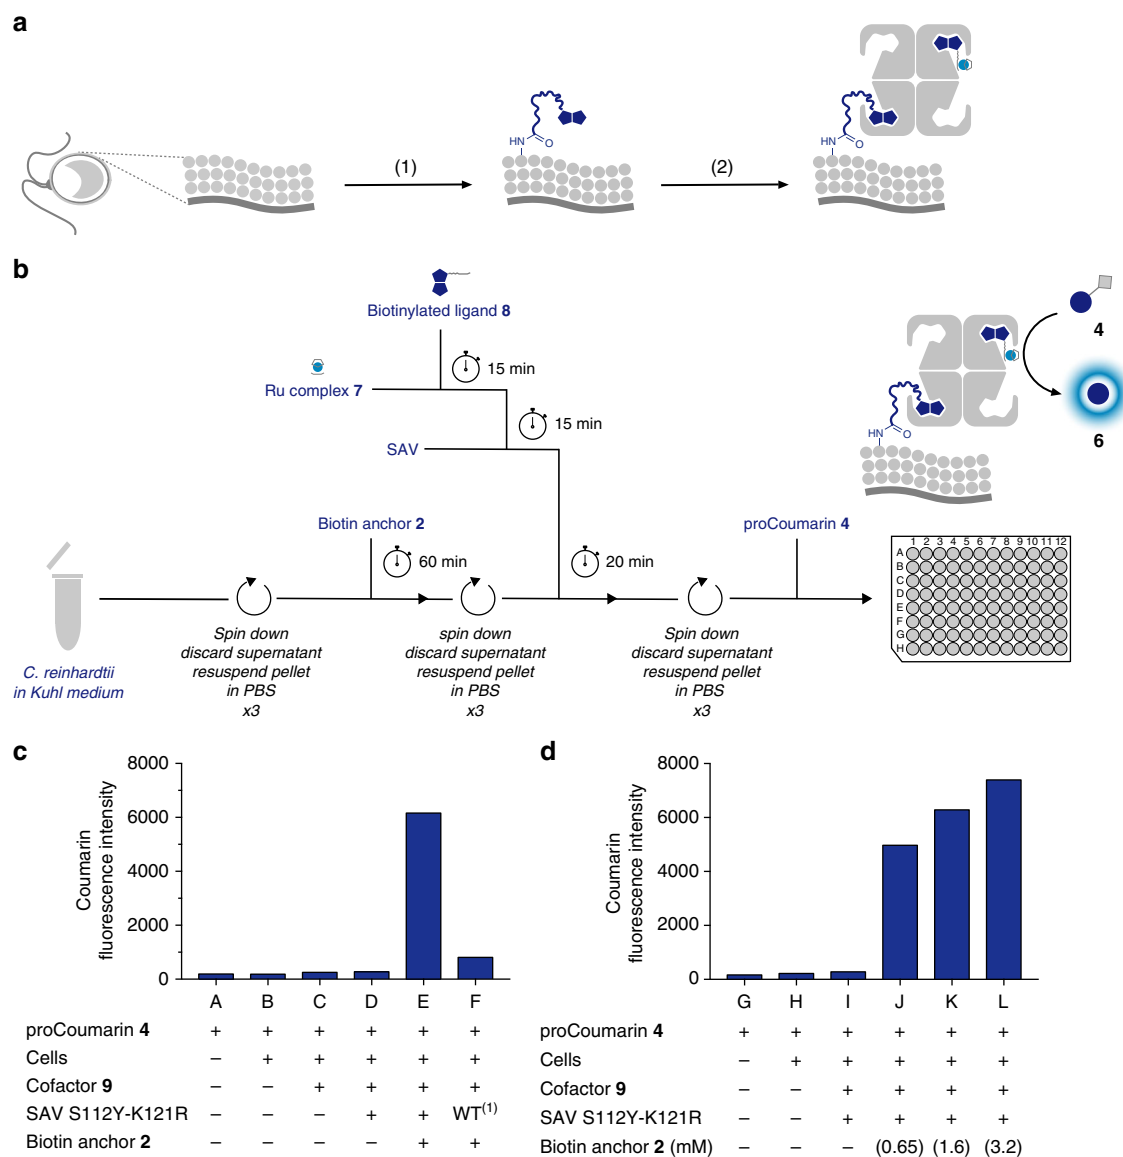 a
(1)
(2)
HN
O
HN
O
b
Biotinylated ligand 8
15 min
Ru complex 7
15 min
SAV
Biotin anchor 2
60 min
20 min
proCoumarin 4
4
6
HN
O
C. reinhardtii
in Kuhl medium
Spin down
discard supernatant
resuspend pellet
in PBS
x3
spin down
discard supernatant
resuspend pellet
in PBS
x3
Spin down
discard supernatant
resuspend pellet
in PBS
x3
1 2 3 4 5 6 7 8 9 10 11 12
A
B
C
D
E
F
G
H
c
Coumarin
fluorescence intensity
8000
6000
4000
2000
0
A B C D E F
proCoumarin 4 + + + + + +
Cells – + + + + +
Cofactor 9 – – + + + +
SAV S112Y-K121R – – – + + WT(1)
Biotin anchor 2 – – – – + +
d
Coumarin
fluorescence intensity
8000
6000
4000
2000
0
G H I J K L
proCoumarin 4 + + + + + +
Cells – + + + + +
Cofactor 9 – – + + + +
SAV S112Y-K121R – – + + + +
Biotin anchor 2 (mM) – – – (0.65) (1.6) (3.2)